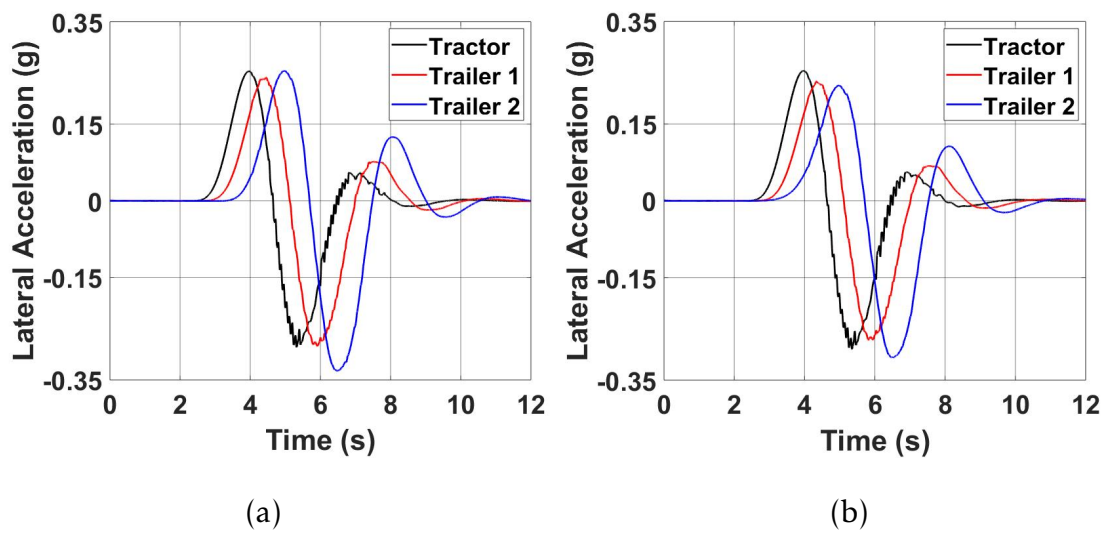 Lateral Acceleration (g)
0.35
0.15
0
-0.15
-0.35
Tractor
Trailer 1
Trailer 2
0 2 4 6 8 10 12
Time (s)
(a)
Lateral Acceleration (g)
0.35
0.15
0
-0.15
-0.35
Tractor
Trailer 1
Trailer 2
0 2 4 6 8 10 12
Time (s)
(b)